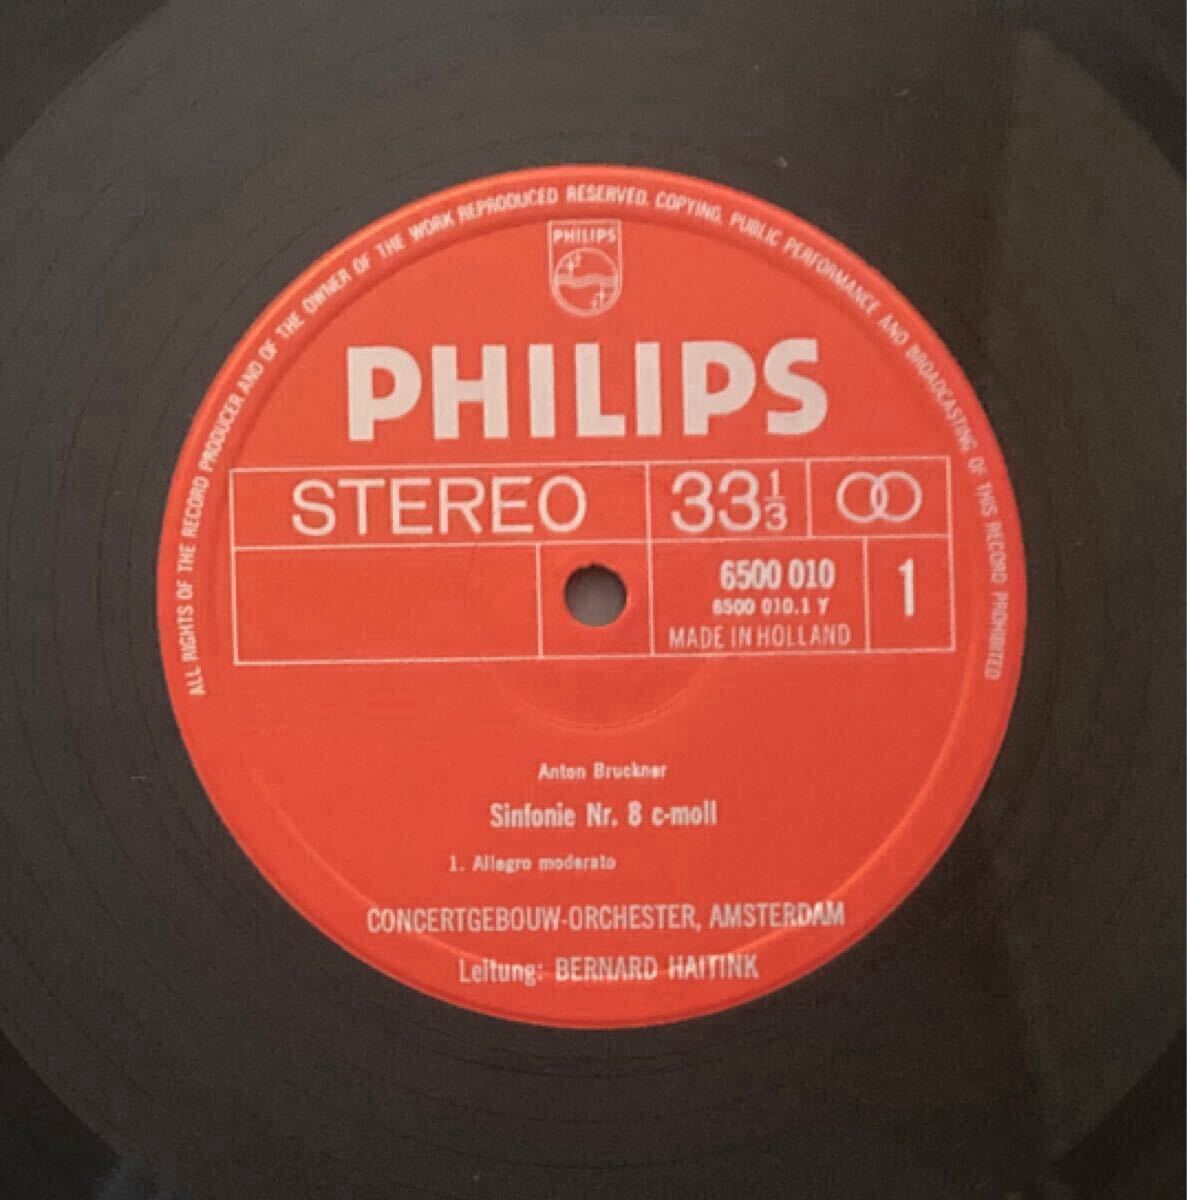 ALL RIGHTS OF THE RECORD PRODUCER AND OF THE OWNER OF THE WORK REPRODUCED RESERVED. COPYING, PUBLIC PERFORMANCE AND BROADCASTING OF THIS RECORD PROHIBITED
PHILIPS
PHILIPS
STEREO 33 1/3
6500 010 1
6500 010.1 Y
MADE IN HOLLAND
Anton Bruckner
Sinfonie Nr. 8 c-moll
1. Allegro moderato
CONCERTGEBOUW-ORCHESTER, AMSTERDAM
Leitung: BERNARD HAITINK